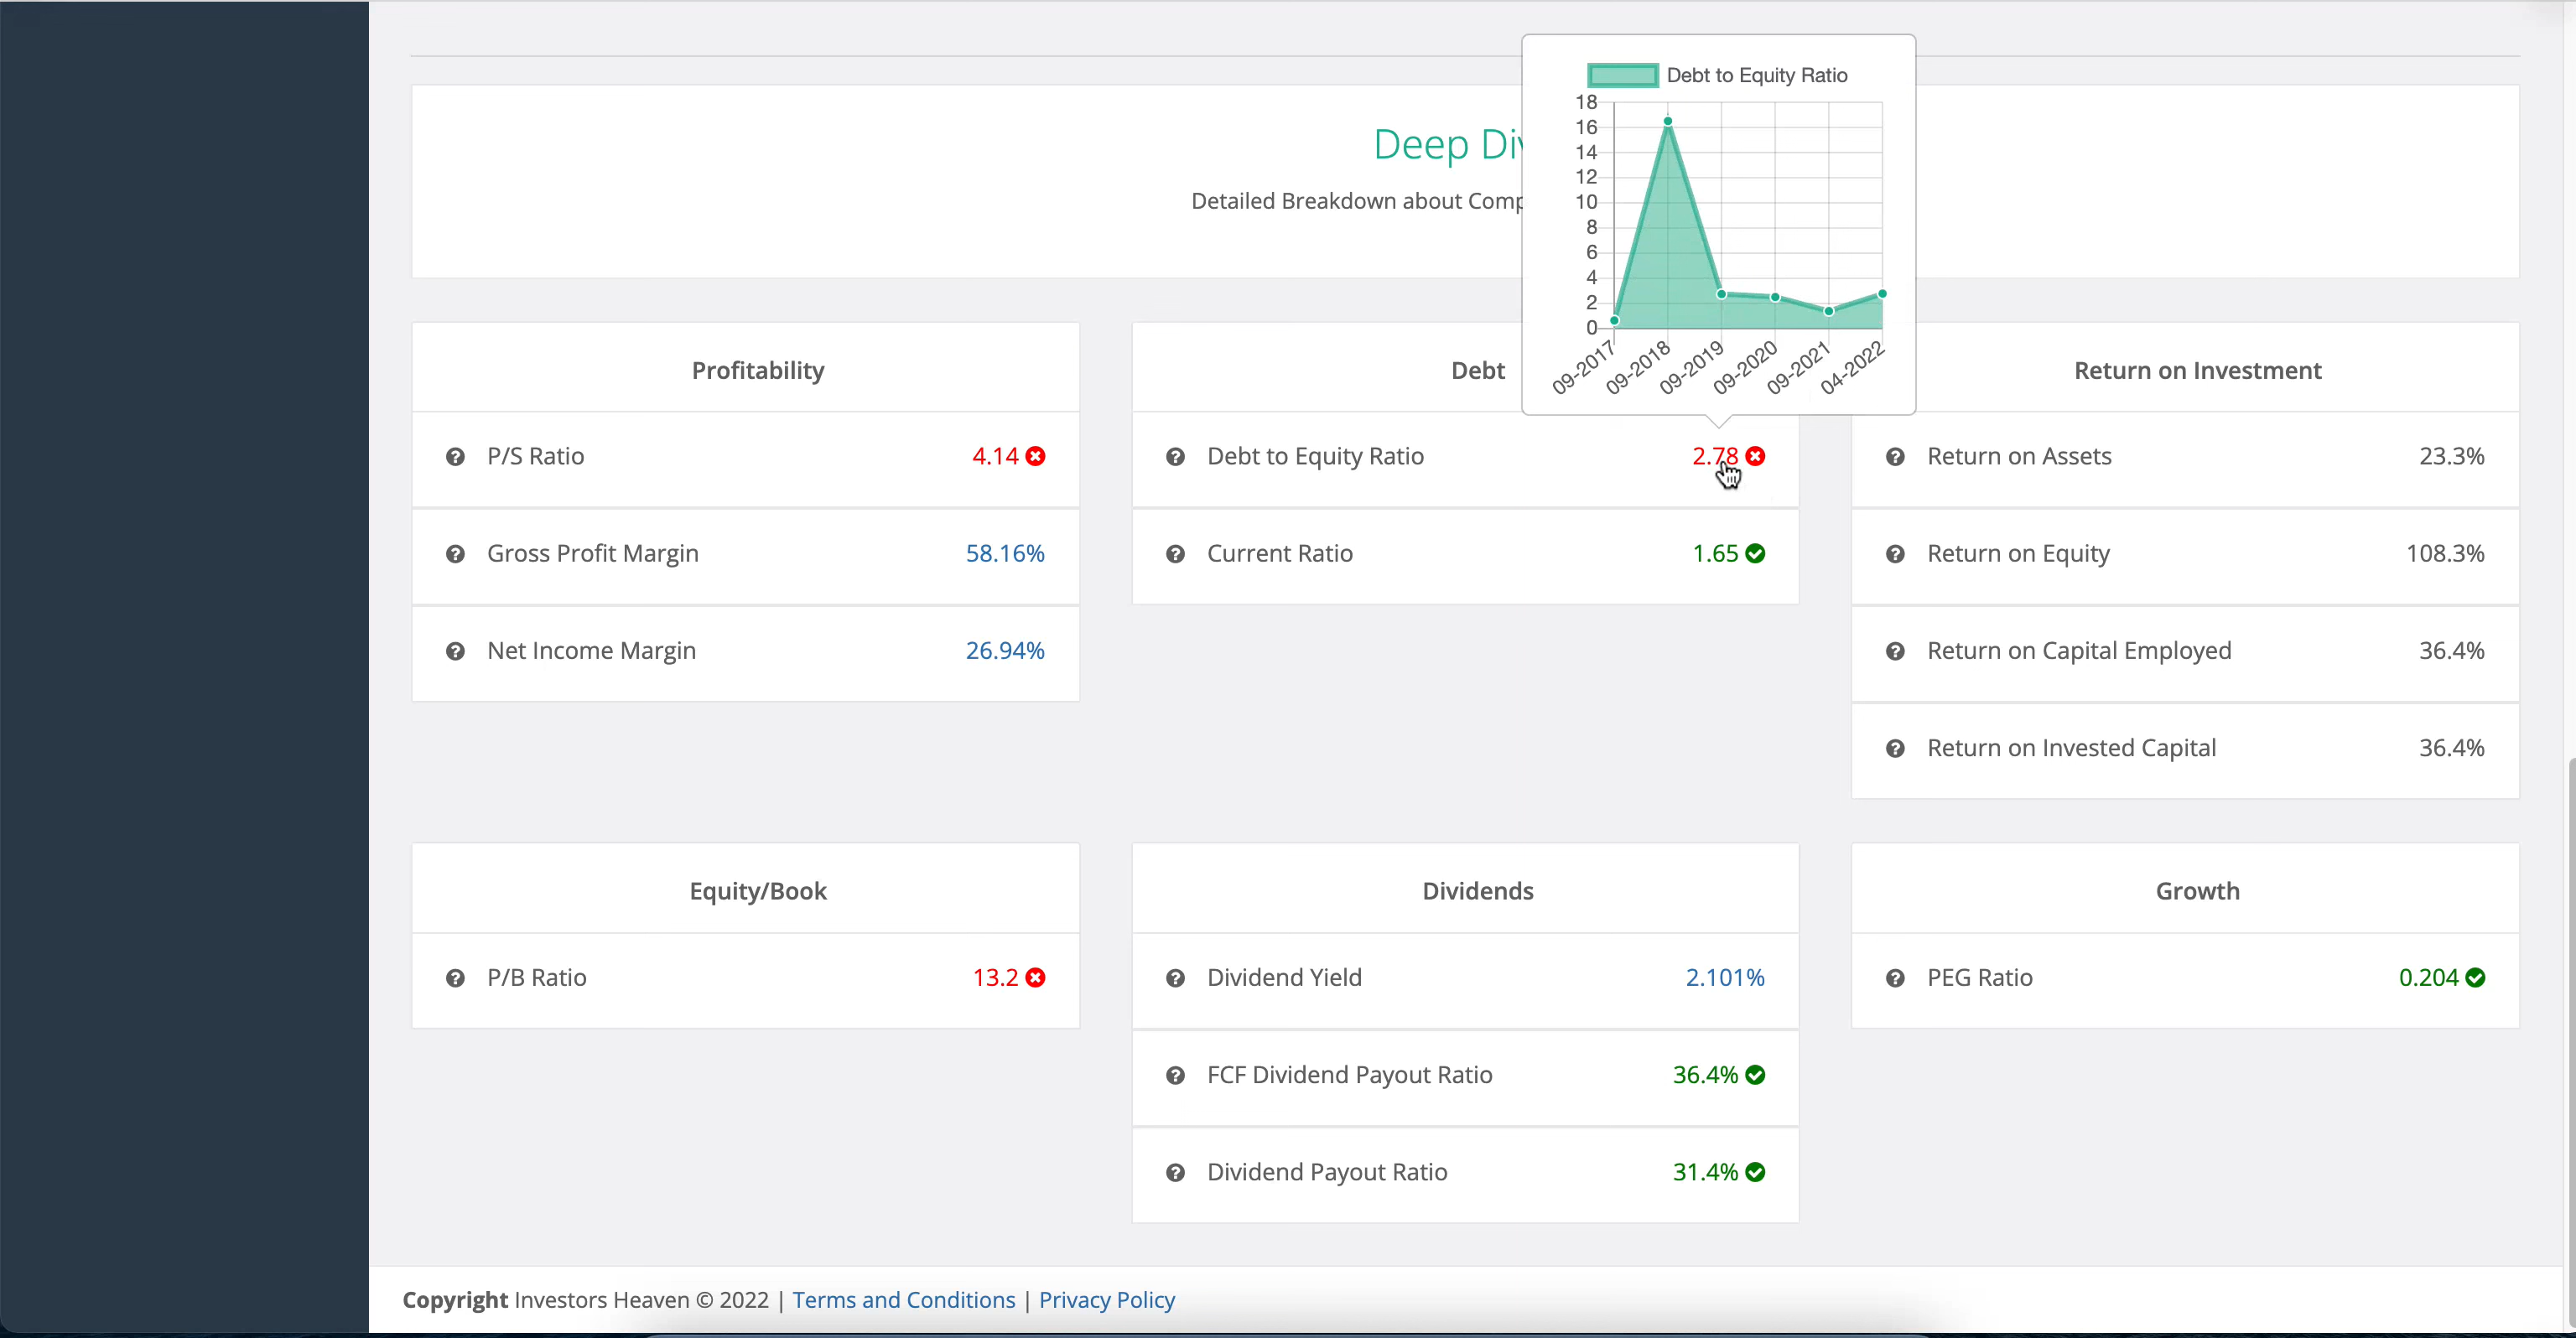 Debt to Equity Ratio
18
16
14
12
10
8
6
4
2
0
09-2017
09-2018
09-2019
09-2020
09-2021
04-2022
Deep Div
Detailed Breakdown about Comp
Profitability
P/S Ratio 4.14
Gross Profit Margin 58.16%
Net Income Margin 26.94%
Debt
Debt to Equity Ratio 2.78
Current Ratio 1.65
Return on Investment
Return on Assets 23.3%
Return on Equity 108.3%
Return on Capital Employed 36.4%
Return on Invested Capital 36.4%
Equity/Book
P/B Ratio 13.2
Dividends
Dividend Yield 2.101%
FCF Dividend Payout Ratio 36.4%
Dividend Payout Ratio 31.4%
Growth
PEG Ratio 0.204
Copyright Investors Heaven © 2022 | Terms and Conditions | Privacy Policy